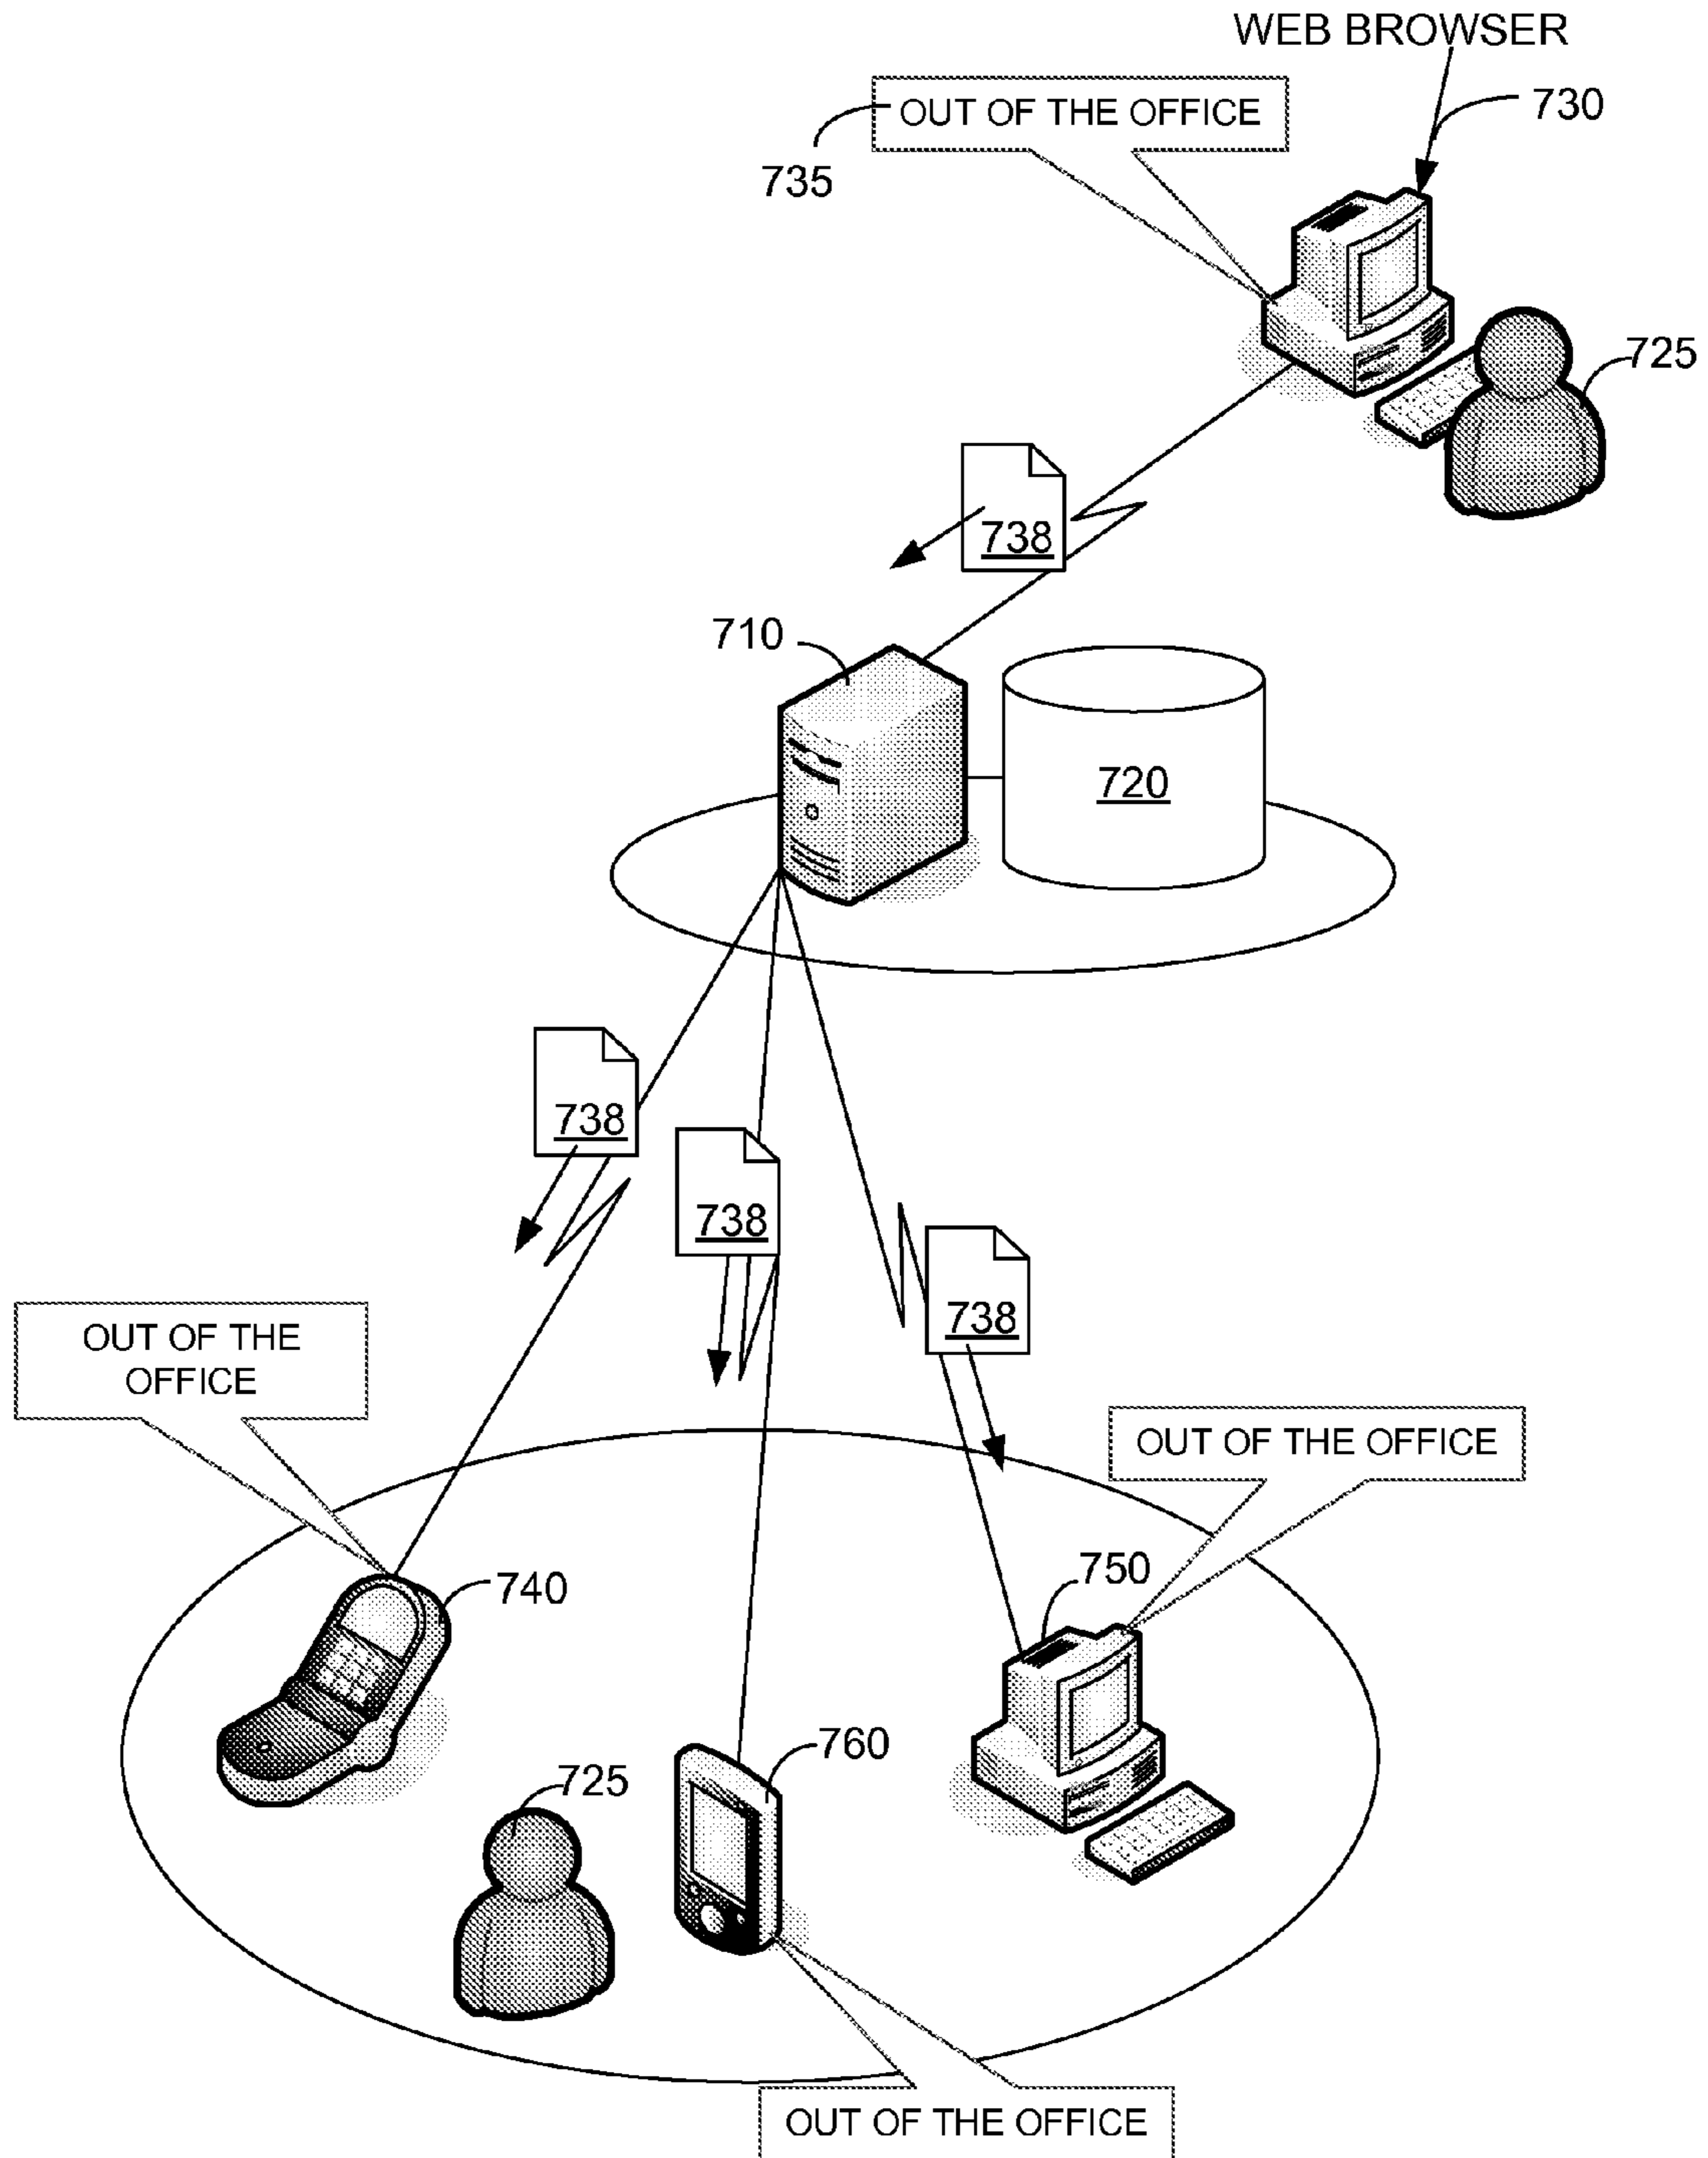 WEB BROWSER
OUT OF THE OFFICE
730
735
725
738
710
720
738
738
738
OUT OF THE
OFFICE
OUT OF THE OFFICE
750
740
760
725
OUT OF THE OFFICE